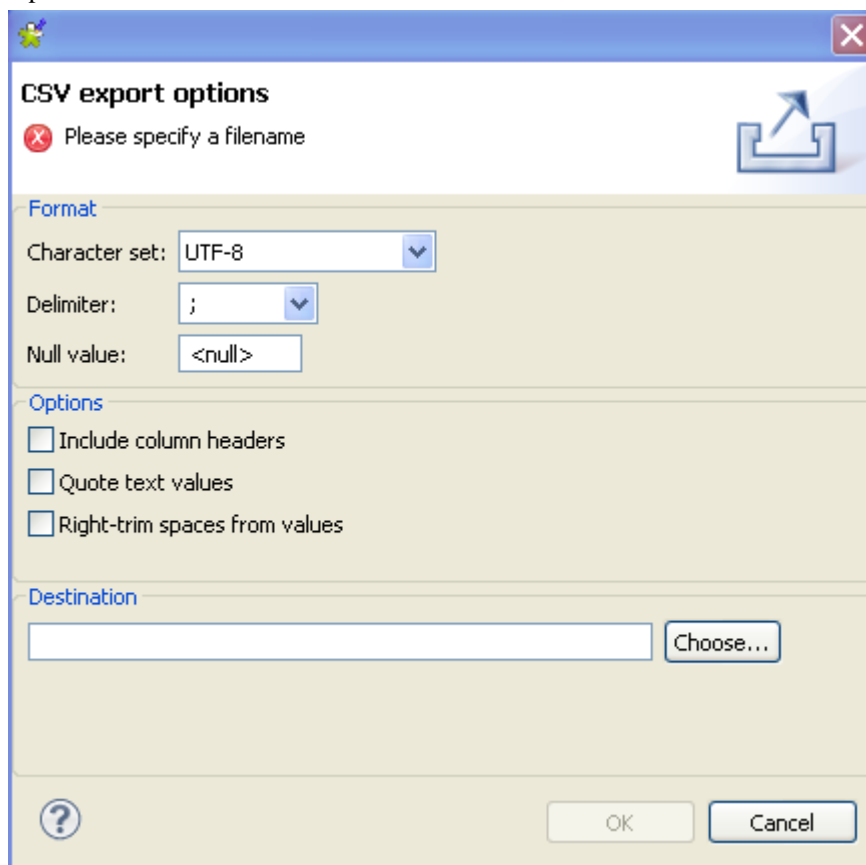 CSV export options
Please specify a filename
Format
Character set: UTF-8
Delimiter: ;
Null value: <null>
Options
Include column headers
Quote text values
Right-trim spaces from values
Destination
Choose...
? OK Cancel